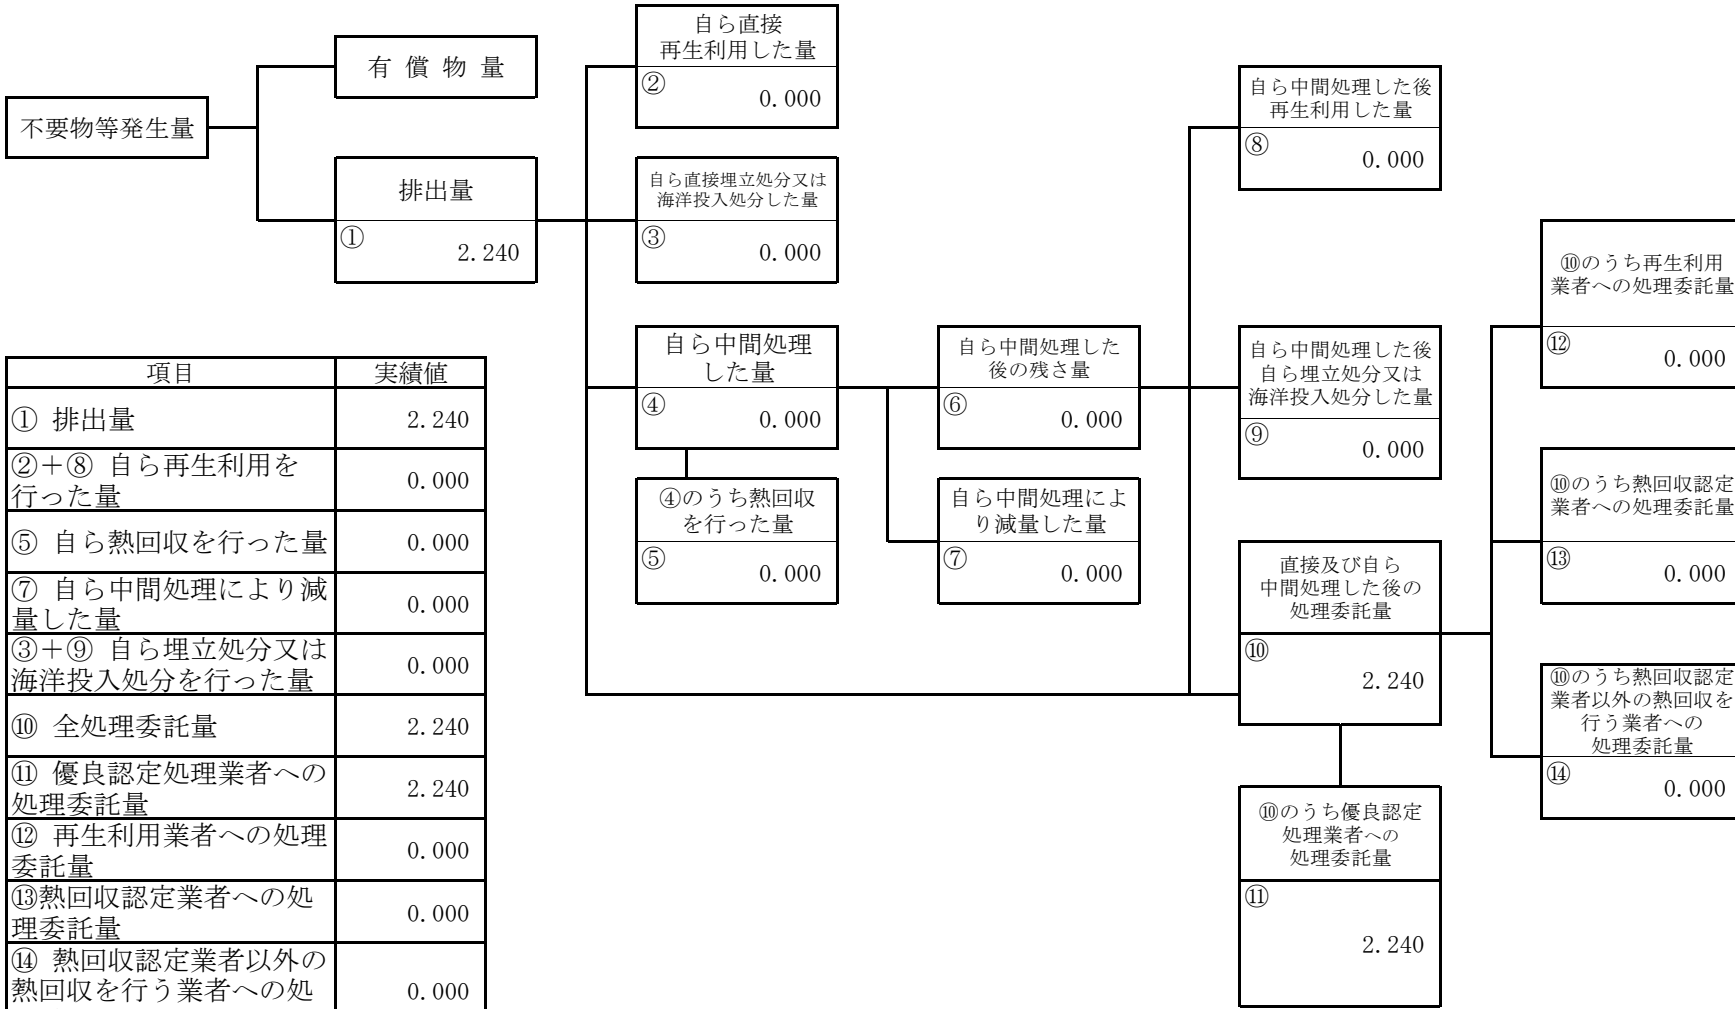 不要物等発生量
有 償 物 量
排出量
①
2.240
自ら直接
再生利用した量
②
0.000
自ら直接埋立処分又は
海洋投入処分した量
③
0.000
自ら中間処理
した量
④
0.000
④のうち熱回収
を行った量
⑤
0.000
自ら中間処理した
後の残さ量
⑥
0.000
自ら中間処理によ
り減量した量
⑦
0.000
自ら中間処理した後
再生利用した量
⑧
0.000
自ら中間処理した後
自ら埋立処分又は
海洋投入処分した量
⑨
0.000
直接及び自ら
中間処理した後の
処理委託量
⑩
2.240
⑩のうち優良認定
処理業者への
処理委託量
⑪
2.240
⑩のうち再生利用
業者への処理委託量
⑫
0.000
⑩のうち熱回収認定
業者への処理委託量
⑬
0.000
⑩のうち熱回収認定
業者以外の熱回収を
行う業者への
処理委託量
⑭
0.000
項目 実績値
① 排出量 2.240
②+⑧ 自ら再生利用を
行った量 0.000
⑤ 自ら熱回収を行った量 0.000
⑦ 自ら中間処理により減
量した量 0.000
③+⑨ 自ら埋立処分又は
海洋投入処分を行った量 0.000
⑩ 全処理委託量 2.240
⑪ 優良認定処理業者への
処理委託量 2.240
⑫ 再生利用業者への処理
委託量 0.000
⑬熱回収認定業者への処
理委託量 0.000
⑭ 熱回収認定業者以外の
熱回収を行う業者への処 0.000